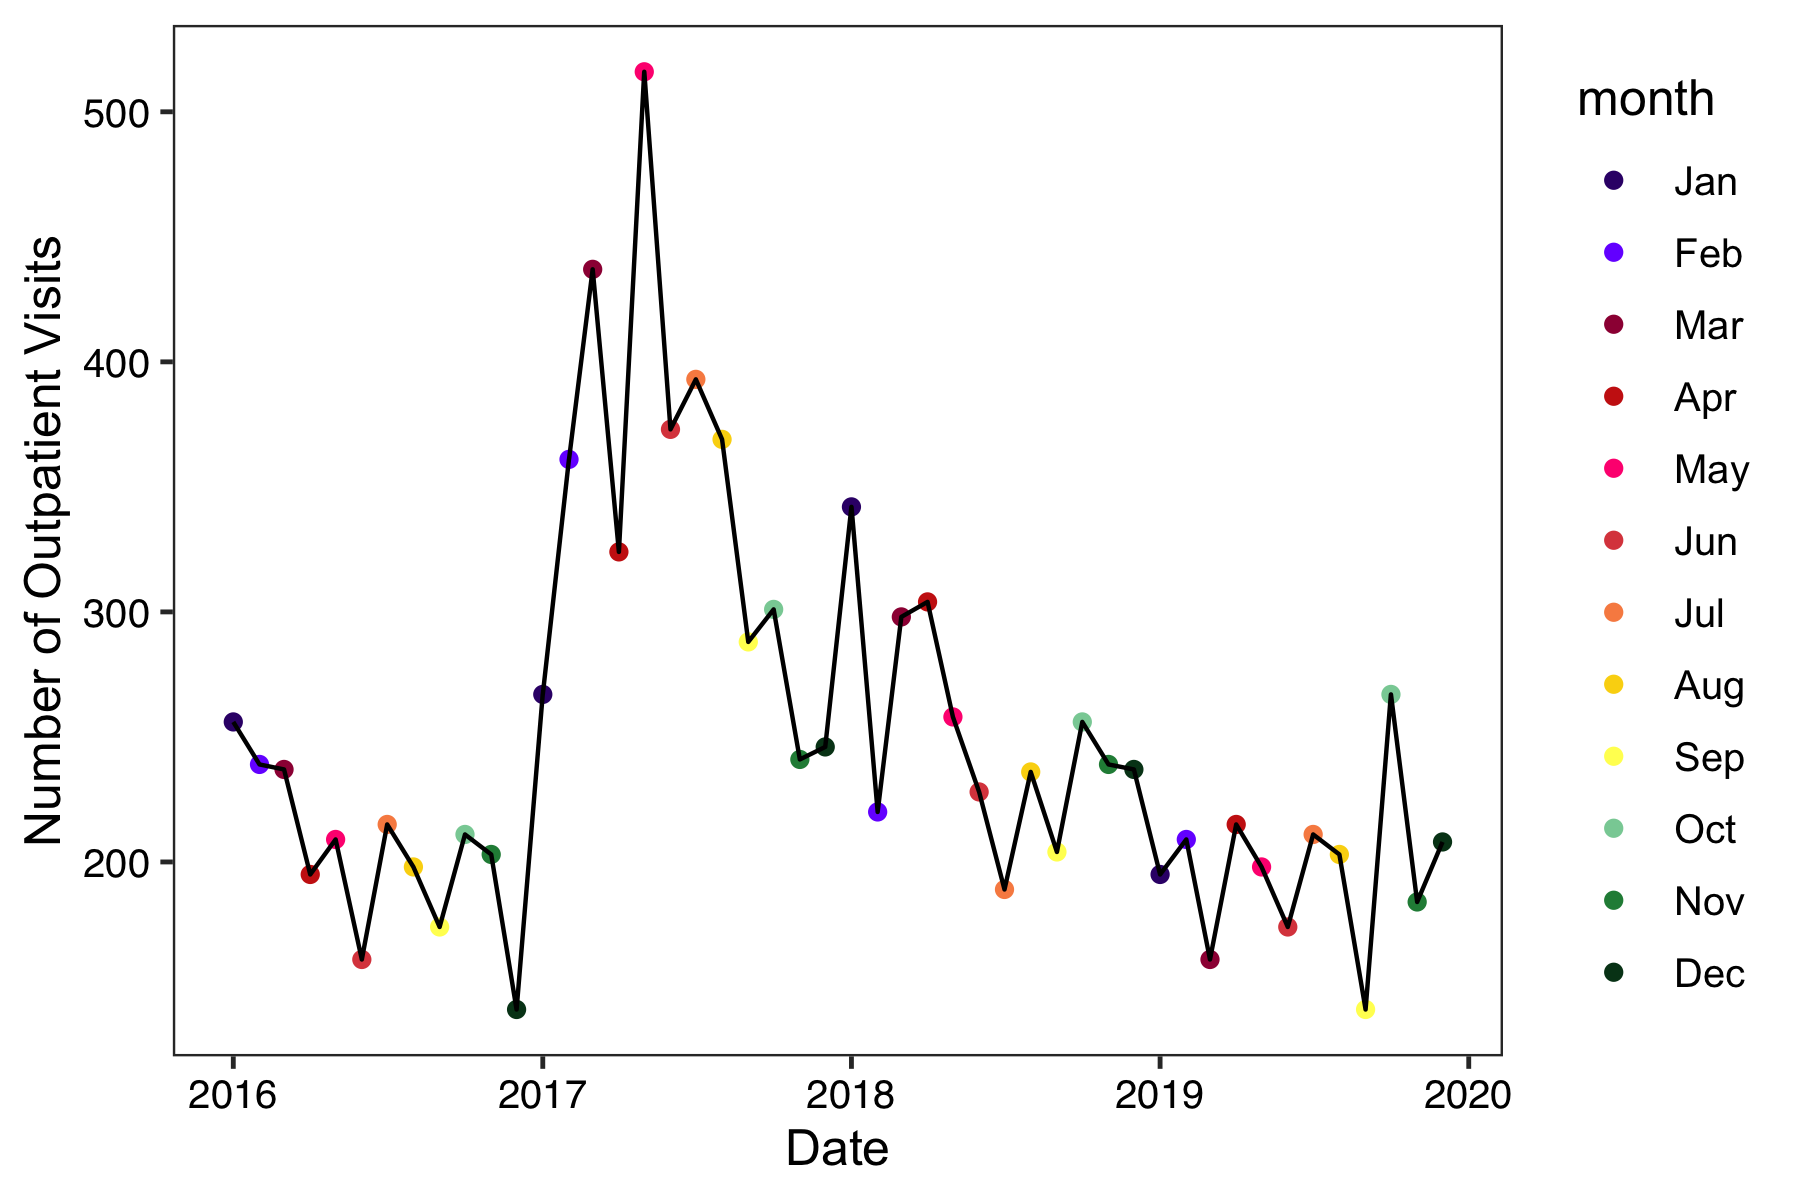 500
400
300
200
Number of Outpatient Visits
2016 2017 2018 2019 2020
Date
month
Jan
Feb
Mar
Apr
May
Jun
Jul
Aug
Sep
Oct
Nov
Dec